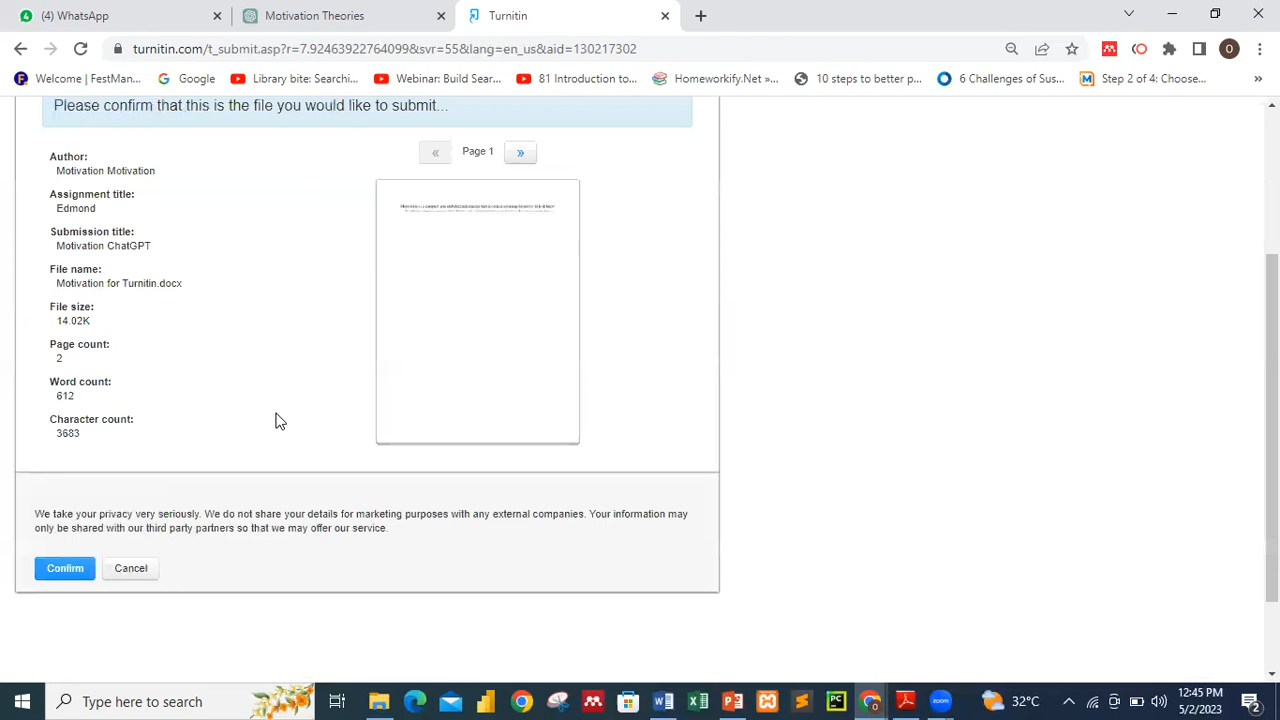 (4) WhatsApp
Motivation Theories
Turnitin
turnitin.com/t_submit.asp?r=7.92463922764099&svr=55&lang=en_us&aid=130217302
O
Welcome | FestMan...
Google
Library bite: Searchi...
Webinar: Build Sear...
81 Introduction to...
Homeworkify.Net »...
10 steps to better p...
6 Challenges of Sus...
Step 2 of 4: Choose...
»
Please confirm that this is the file you would like to submit...
« Page 1 »
Author:
Motivation Motivation
Assignment title:
Edmond
Submission title:
Motivation ChatGPT
File name:
Motivation for Turnitin.docx
File size:
14.02K
Page count:
2
Word count:
612
Character count:
3683
We take your privacy very seriously. We do not share your details for marketing purposes with any external companies. Your information may
only be shared with our third party partners so that we may offer our service.
Confirm Cancel
Type here to search
32°C
12:45 PM
5/2/2023
2